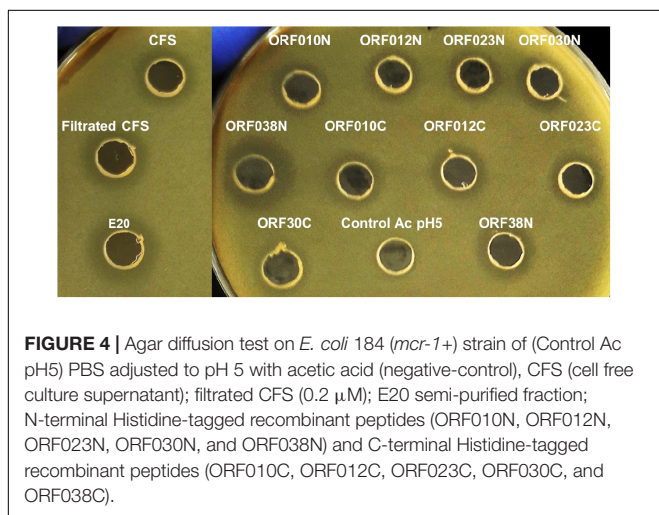 CFS
ORF010N ORF012N ORF023N ORF030N
Filtrated CFS
ORF038N ORF010C ORF012C ORF023C
E20
ORF30C Control Ac pH5 ORF38N
FIGURE 4 | Agar diffusion test on E. coli 184 (mcr-1+) strain of (Control Ac
pH5) PBS adjusted to pH 5 with acetic acid (negative-control), CFS (cell free
culture supernatant); filtrated CFS (0.2 μM); E20 semi-purified fraction;
N-terminal Histidine-tagged recombinant peptides (ORF010N, ORF012N,
ORF023N, ORF030N, and ORF038N) and C-terminal Histidine-tagged
recombinant peptides (ORF010C, ORF012C, ORF023C, ORF030C, and
ORF038C).